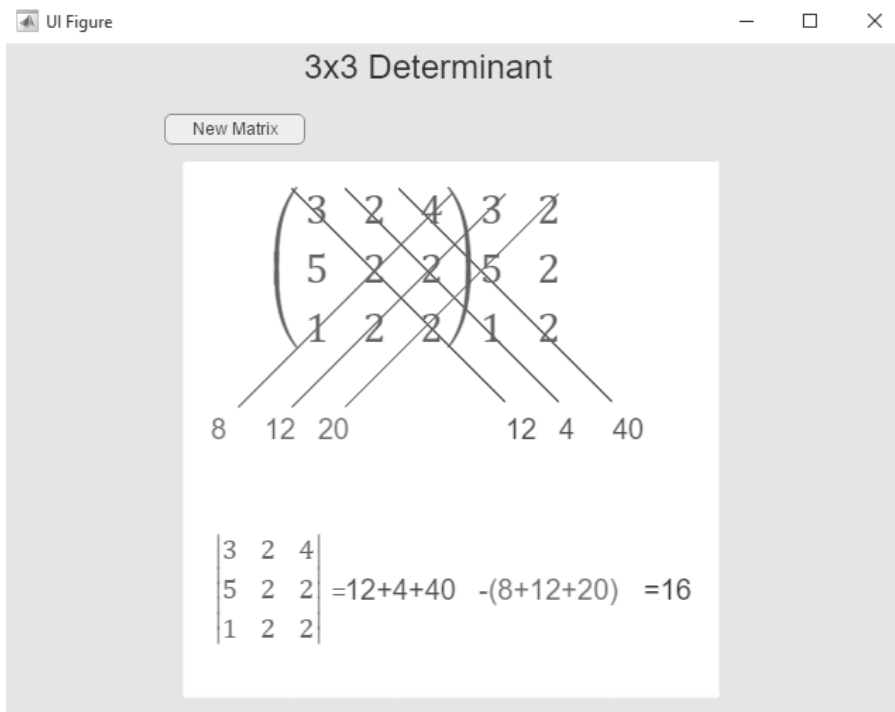 UI Figure
3x3 Determinant
New Matrix
3 2 4 3 2
5 2 2 5 2
1 2 2 1 2
8 12 20 12 4 40
3 2 4
5 2 2 =12+4+40 -(8+12+20) =16
1 2 2